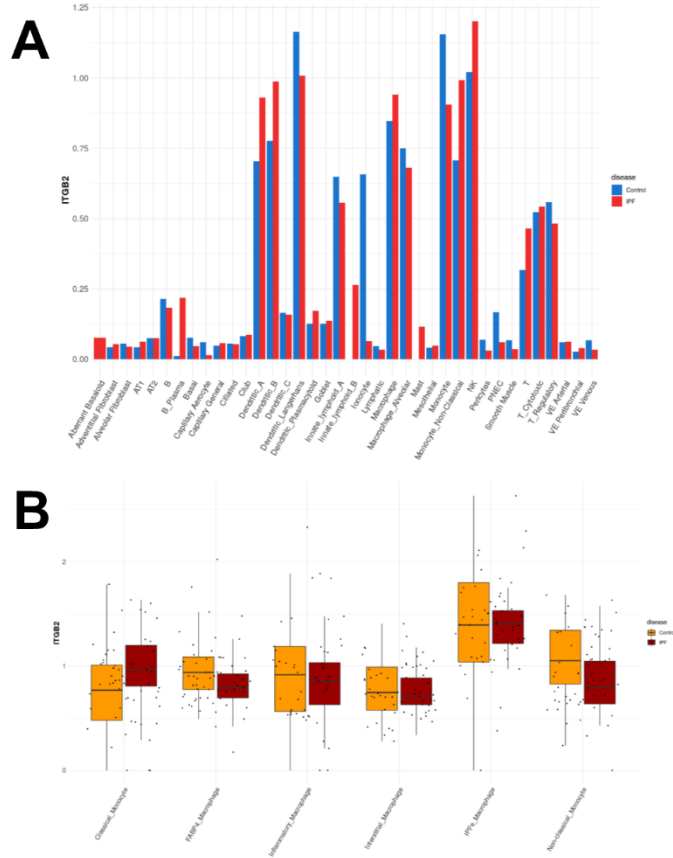 A
1.25
1.00
0.75
0.50
0.25
0.00
ITGB2
disease
Control
IPF
Aberrant Basaloid
Adventitial Fibroblast
Alveolar Fibroblast
AT1
AT2
B
B_Plasma
Basal
Capillary Aerocyte
Capillary General
Ciliated
Club
Dendritic_A
Dendritic_B
Dendritic_C
Dendritic_Langerhans
Dendritic_Plasmacytoid
Goblet
Innate_lymphoid_A
Innate_lymphoid_B
Ionocyte
Lymphatic
Macrophage
Macrophage_Alveolar
Mast
Mesothelial
Monocyte
Monocyte_Non-Classical
NK
Pericytes
PNEC
Smooth Muscle
T
T_Cytotoxic
T_Regulatory
VE Arterial
VE Peribronchial
VE Venous
B
2
1
0
ITGB2
disease
Control
IPF
Classical_Monocyte
FABP4_Macrophage
Inflammatory_Macrophage
Interstitial_Macrophage
IPFe_Macrophage
Non-classical_Monocyte